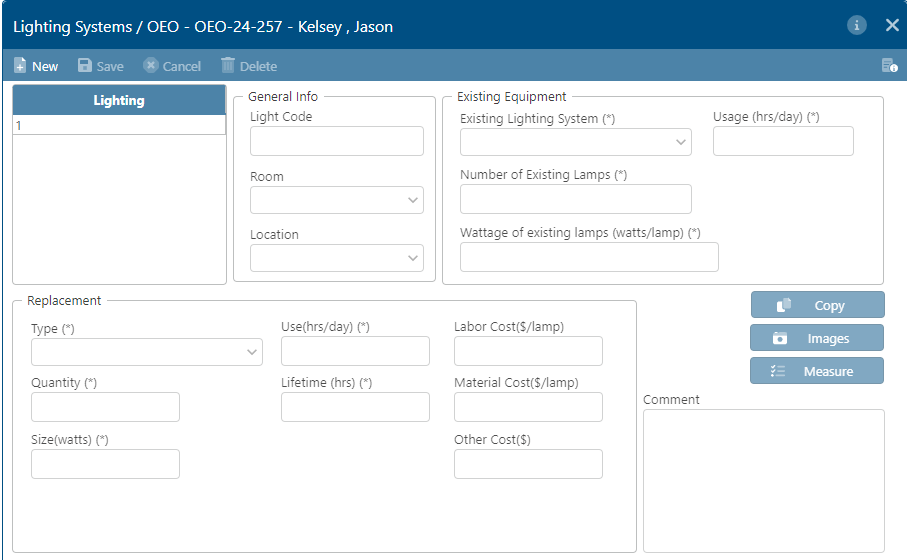 Lighting Systems / OEO - OEO-24-257 - Kelsey , Jason
New Save Cancel Delete
Lighting
1
General Info
Light Code
Room
Location
Existing Equipment
Existing Lighting System (*)
Usage (hrs/day) (*)
Number of Existing Lamps (*)
Wattage of existing lamps (watts/lamp) (*)
Replacement
Type (*)
Use(hrs/day) (*)
Labor Cost($/lamp)
Quantity (*)
Lifetime (hrs) (*)
Material Cost($/lamp)
Size(watts) (*)
Other Cost($)
Copy
Images
Measure
Comment